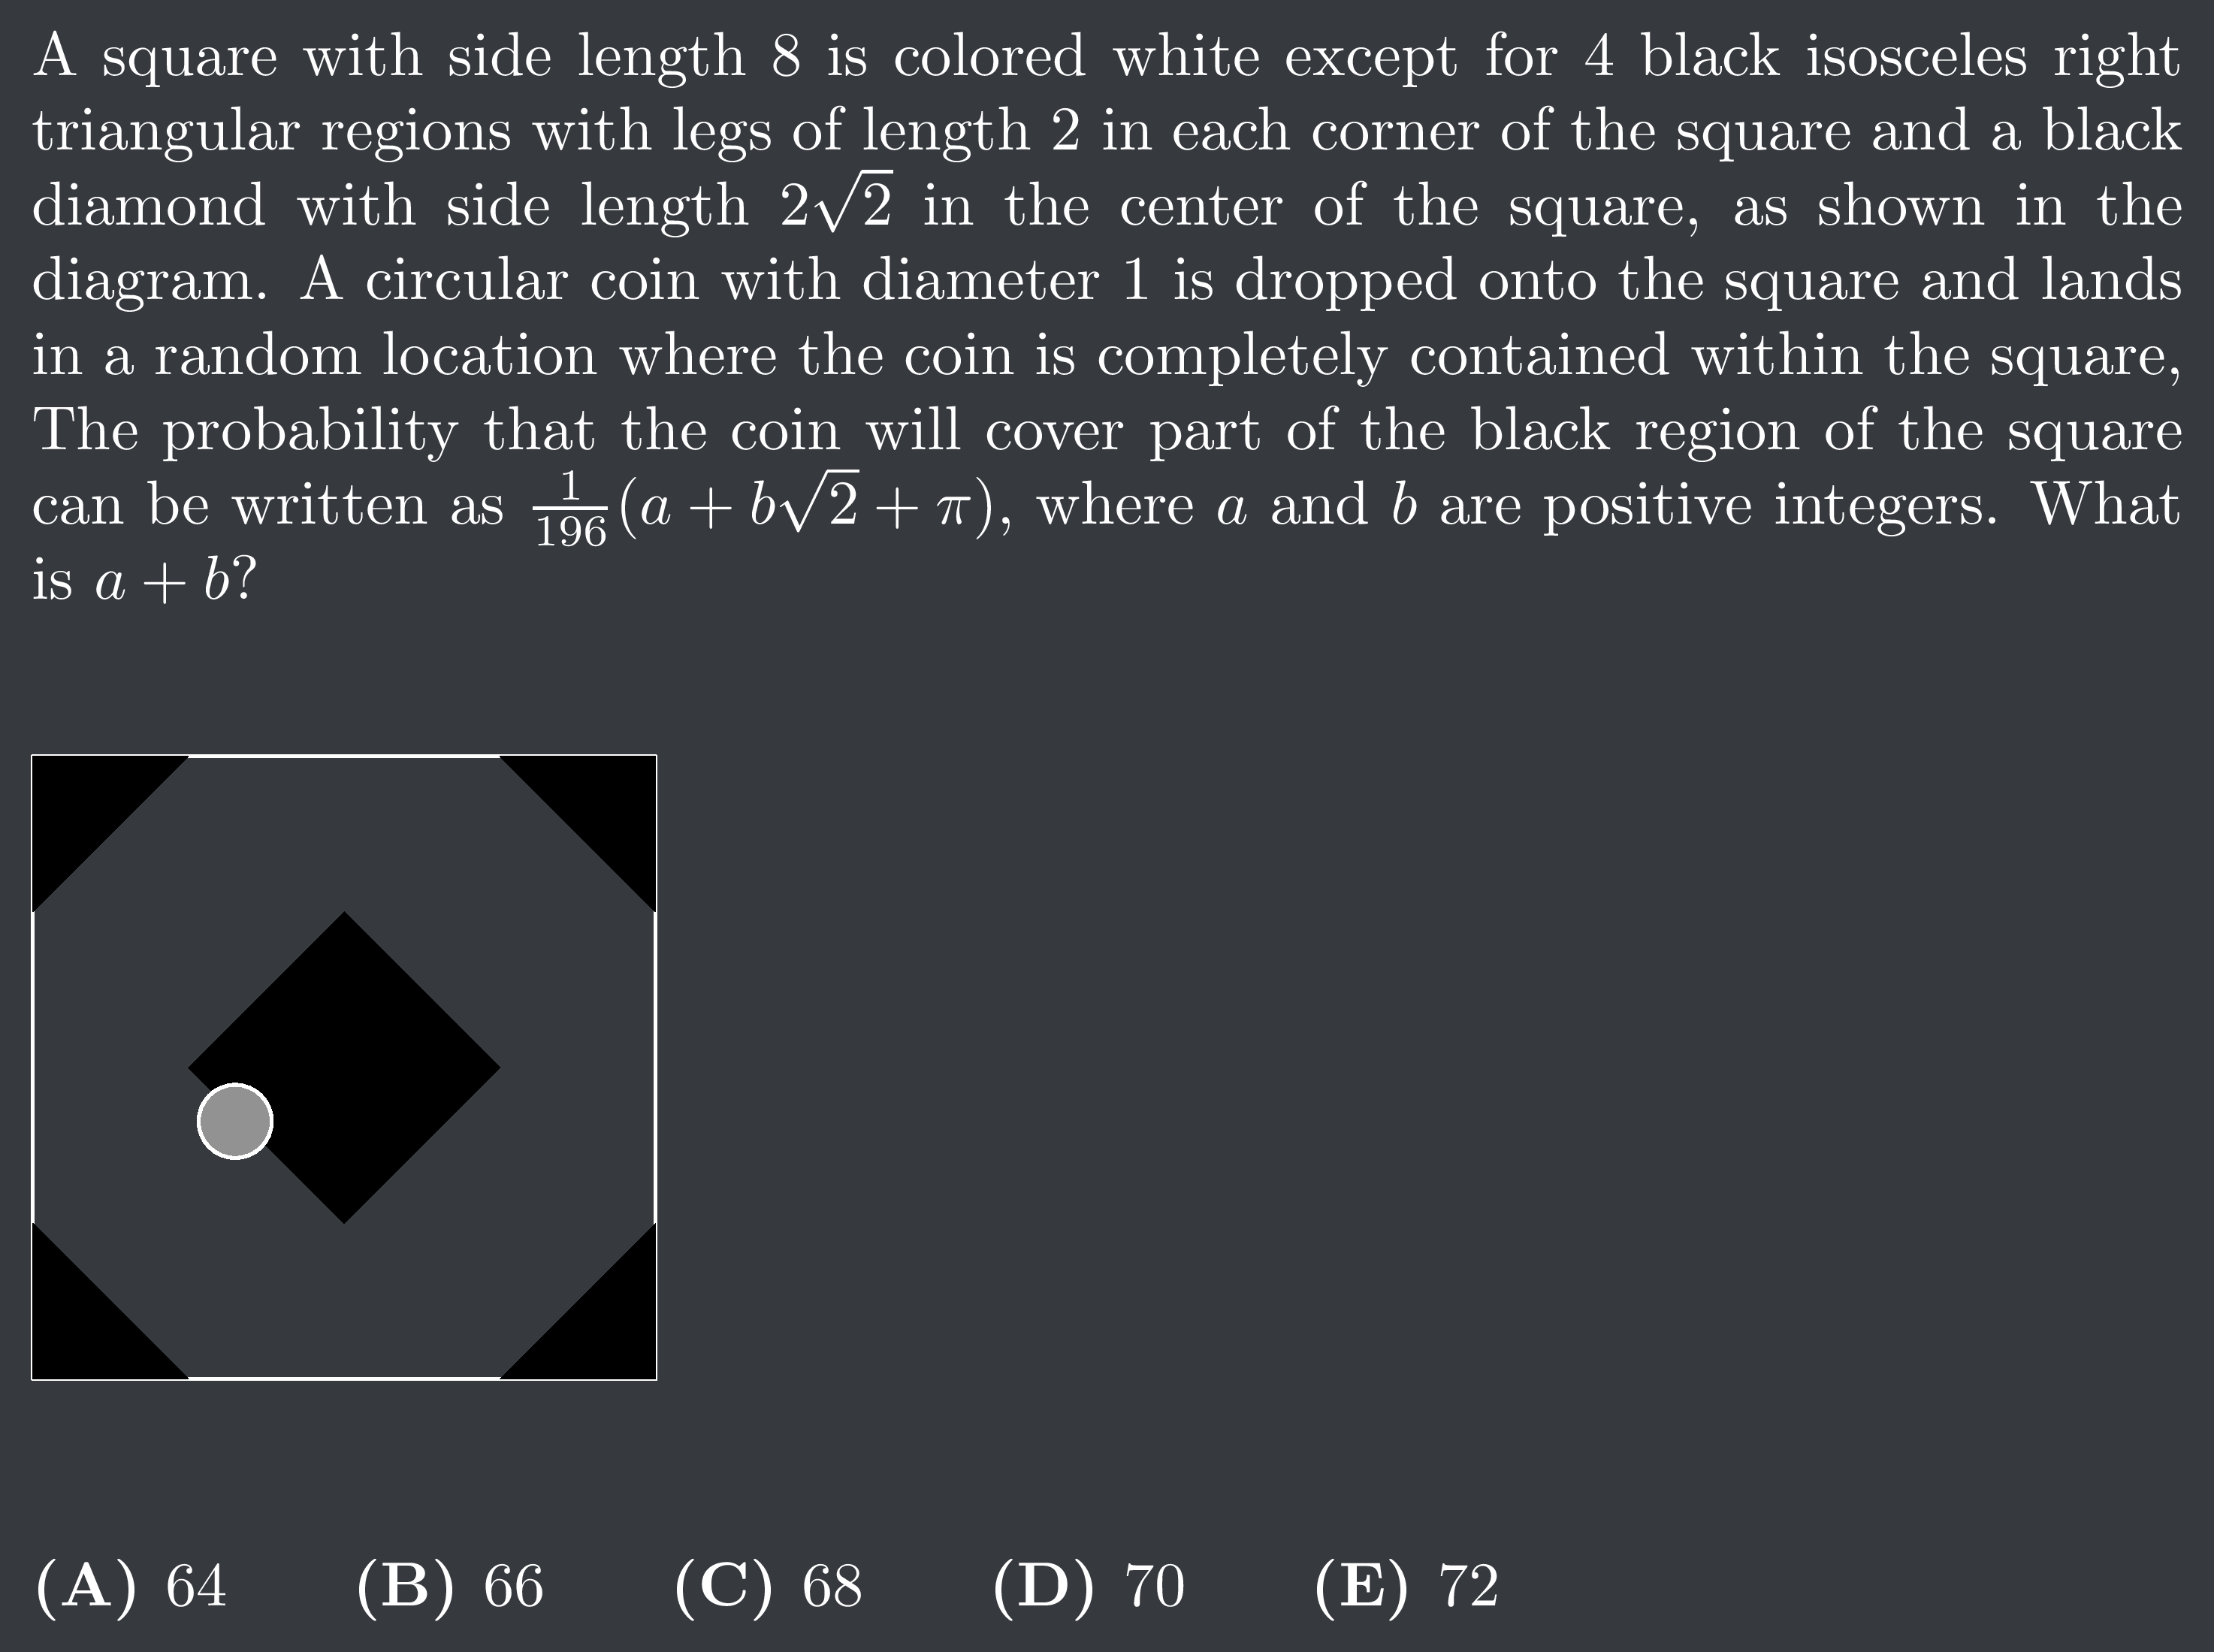 A square with side length 8 is colored white except for 4 black isosceles right
triangular regions with legs of length 2 in each corner of the square and a black
diamond with side length 2√2 in the center of the square, as shown in the
diagram. A circular coin with diameter 1 is dropped onto the square and lands
in a random location where the coin is completely contained within the square,
The probability that the coin will cover part of the black region of the square
can be written as 1/196(a + b√2 + π), where a and b are positive integers. What
is a + b?
(A) 64 (B) 66 (C) 68 (D) 70 (E) 72